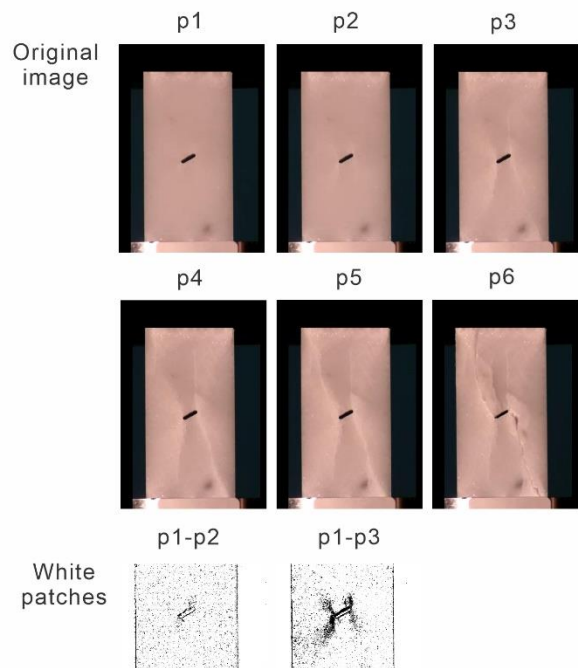 p1
p2
p3
Original
image
p4
p5
p6
p1-p2
p1-p3
White
patches